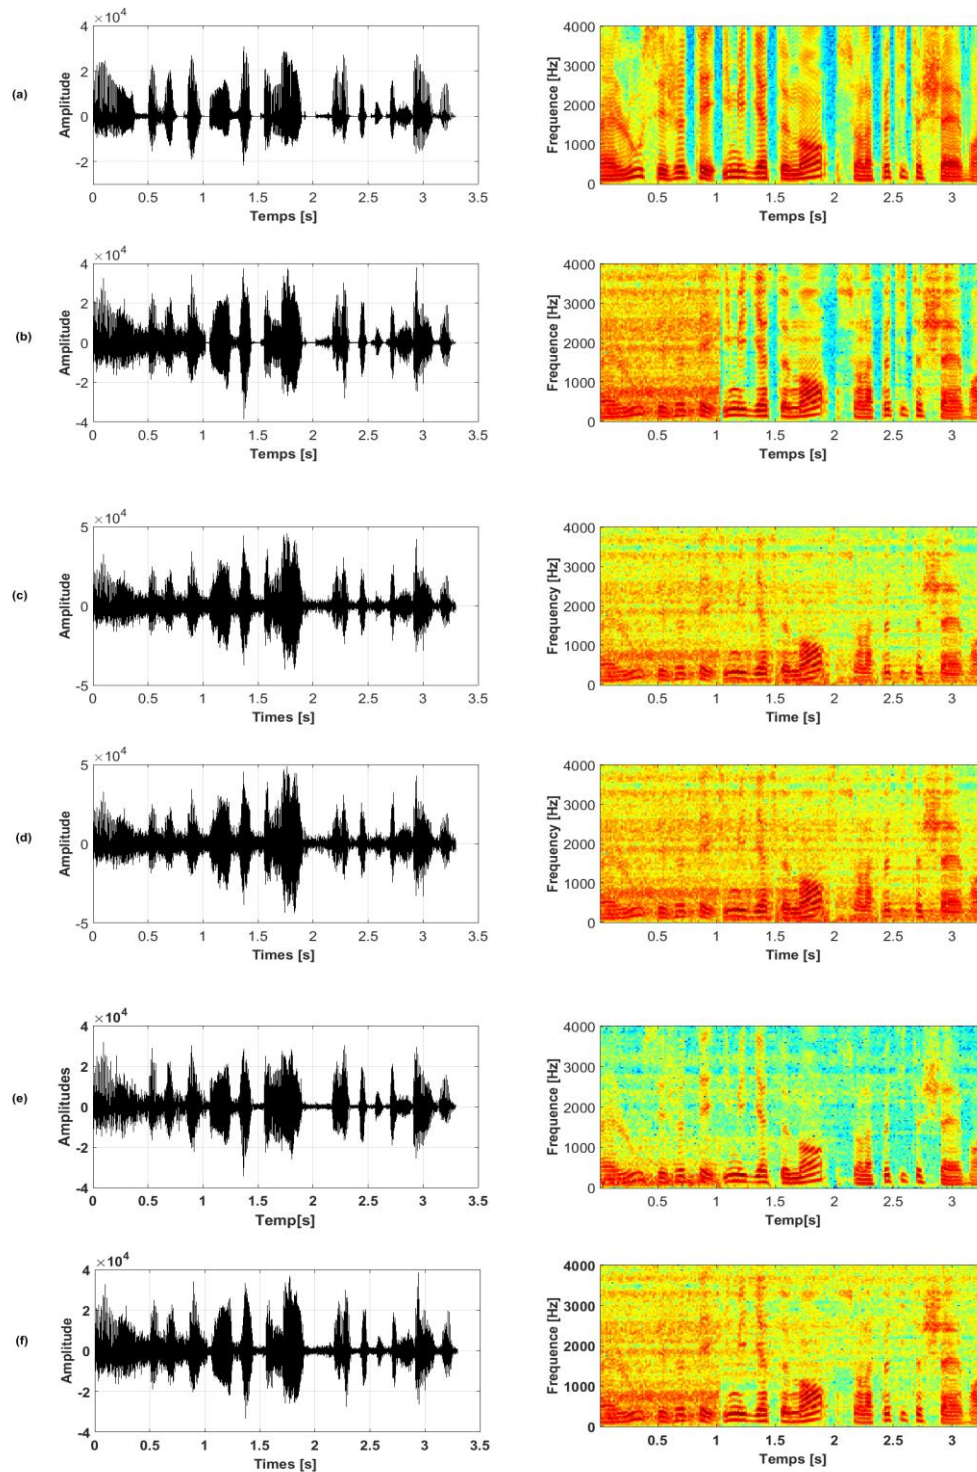 (a)
×10⁴
Amplitude
4
2
0
-2
0 0.5 1 1.5 2 2.5 3 3.5
Temps [s]
Frequence [Hz]
4000
3000
2000
1000
0
0.5 1 1.5 2 2.5 3
Temps [s]
(b)
×10⁴
Amplitude
4
2
0
-2
-4
0 0.5 1 1.5 2 2.5 3 3.5
Temps [s]
Frequence [Hz]
4000
3000
2000
1000
0
0.5 1 1.5 2 2.5 3
Temps [s]
(c)
×10⁴
Amplitude
5
0
-5
0 0.5 1 1.5 2 2.5 3 3.5
Times [s]
Frequency [Hz]
4000
3000
2000
1000
0
0.5 1 1.5 2 2.5 3
Time [s]
(d)
×10⁴
Amplitude
5
0
-5
0 0.5 1 1.5 2 2.5 3 3.5
Times [s]
Frequency [Hz]
4000
3000
2000
1000
0
0.5 1 1.5 2 2.5 3
Time [s]
(e)
×10⁴
Amplitudes
4
2
0
-2
-4
0 0.5 1 1.5 2 2.5 3 3.5
Temp[s]
Frequence [Hz]
4000
3000
2000
1000
0
0.5 1 1.5 2 2.5 3
Temp[s]
(f)
×10⁴
Amplitude
4
2
0
-2
-4
0 0.5 1 1.5 2 2.5 3 3.5
Times [s]
Frequence [Hz]
4000
3000
2000
1000
0
0.5 1 1.5 2 2.5 3
Temps [s]